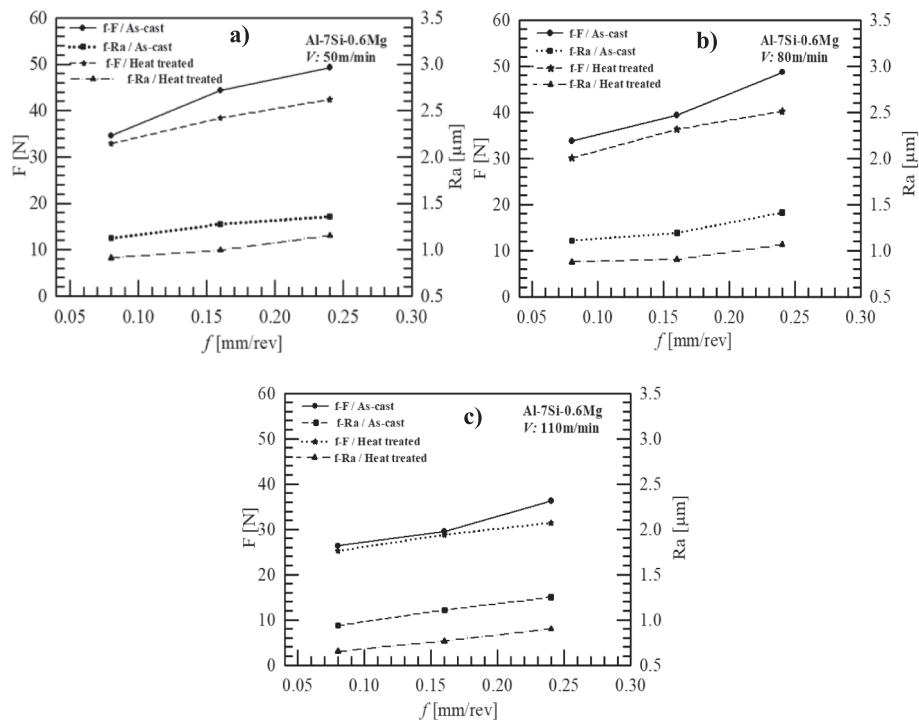 a)
Al-7Si-0.6Mg
V: 50m/min
f-F / As-cast
f-Ra / As-cast
f-F / Heat treated
f-Ra / Heat treated
F [N]
60
50
40
30
20
10
0
Ra [µm]
3.5
3.0
2.5
2.0
1.5
1.0
0.5
0.05 0.10 0.15 0.20 0.25 0.30
f [mm/rev]
b)
Al-7Si-0.6Mg
V: 80m/min
f-F / As-cast
f-Ra / As-cast
f-F / Heat treated
f-Ra / Heat treated
F [N]
60
50
40
30
20
10
0
Ra [µm]
3.5
3.0
2.5
2.0
1.5
1.0
0.5
0.05 0.10 0.15 0.20 0.25 0.30
f [mm/rev]
c)
Al-7Si-0.6Mg
V: 110m/min
f-F / As-cast
f-Ra / As-cast
f-F / Heat treated
f-Ra / Heat treated
F [N]
60
50
40
30
20
10
0
Ra [µm]
3.5
3.0
2.5
2.0
1.5
1.0
0.5
0.05 0.10 0.15 0.20 0.25 0.30
f [mm/rev]